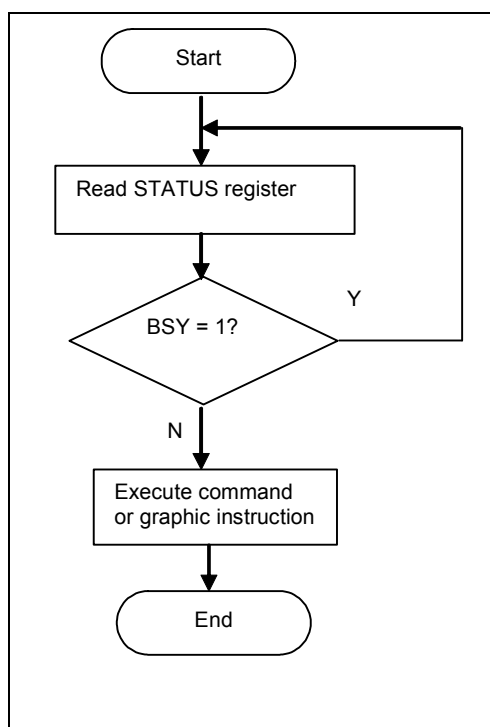 Start
Read STATUS register
BSY = 1?
Y
N
Execute command
or graphic instruction
End